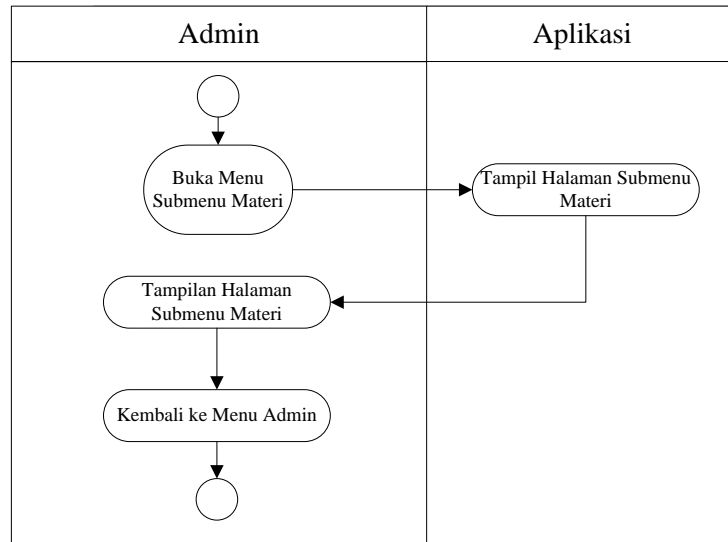 Admin
Aplikasi
Buka Menu
Submenu Materi
Tampil Halaman Submenu
Materi
Tampilan Halaman
Submenu Materi
Kembali ke Menu Admin